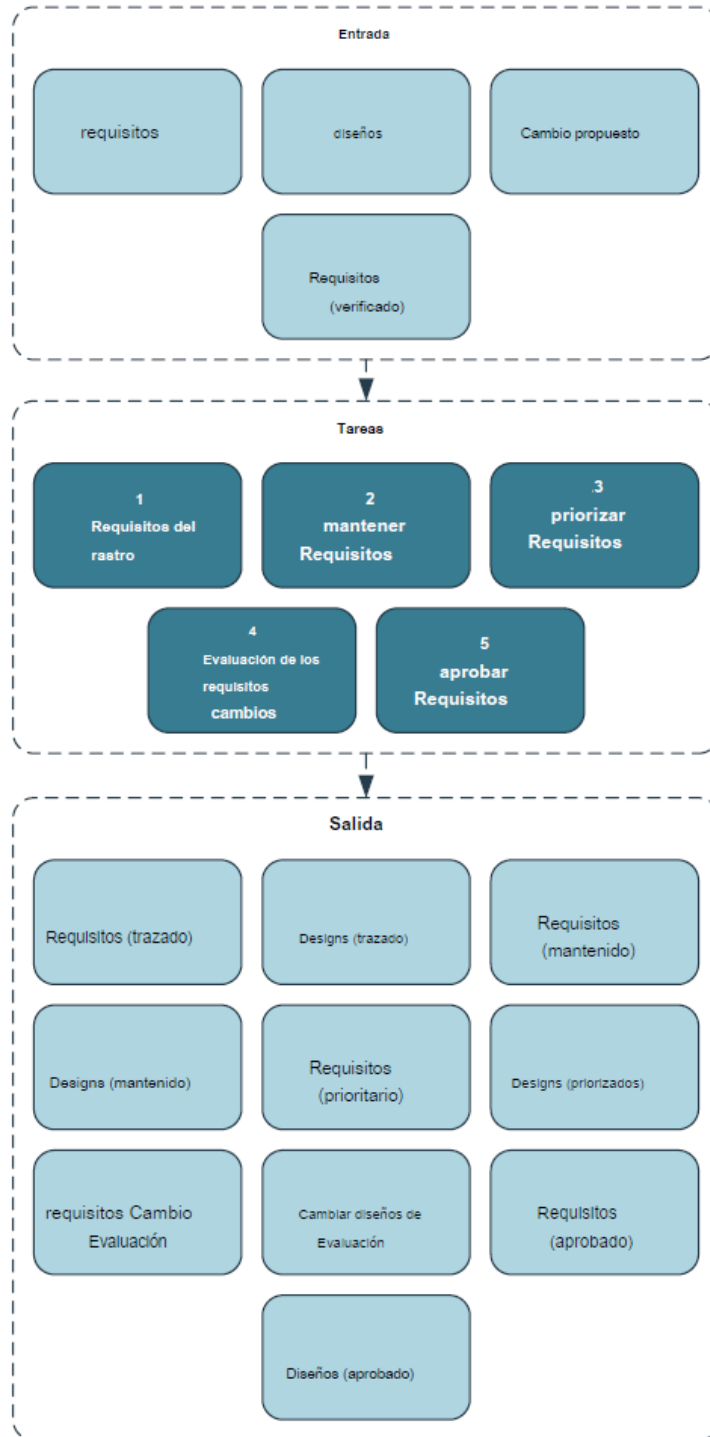 Entrada
requisitos
diseños
Cambio propuesto
Requisitos
(verificado)
Tareas
1
Requisitos del
rastro
2
mantener
Requisitos
.3
priorizar
Requisitos
4
Evaluación de los
requisitos
cambios
5
aprobar
Requisitos
Salida
Requisitos (trazado)
Designs (trazado)
Requisitos
(mantenido)
Designs (mantenido)
Requisitos
(prioritario)
Designs (priorizados)
requisitos Cambio
Evaluación
Cambiar diseños de
Evaluación
Requisitos
(aprobado)
Diseños (aprobado)